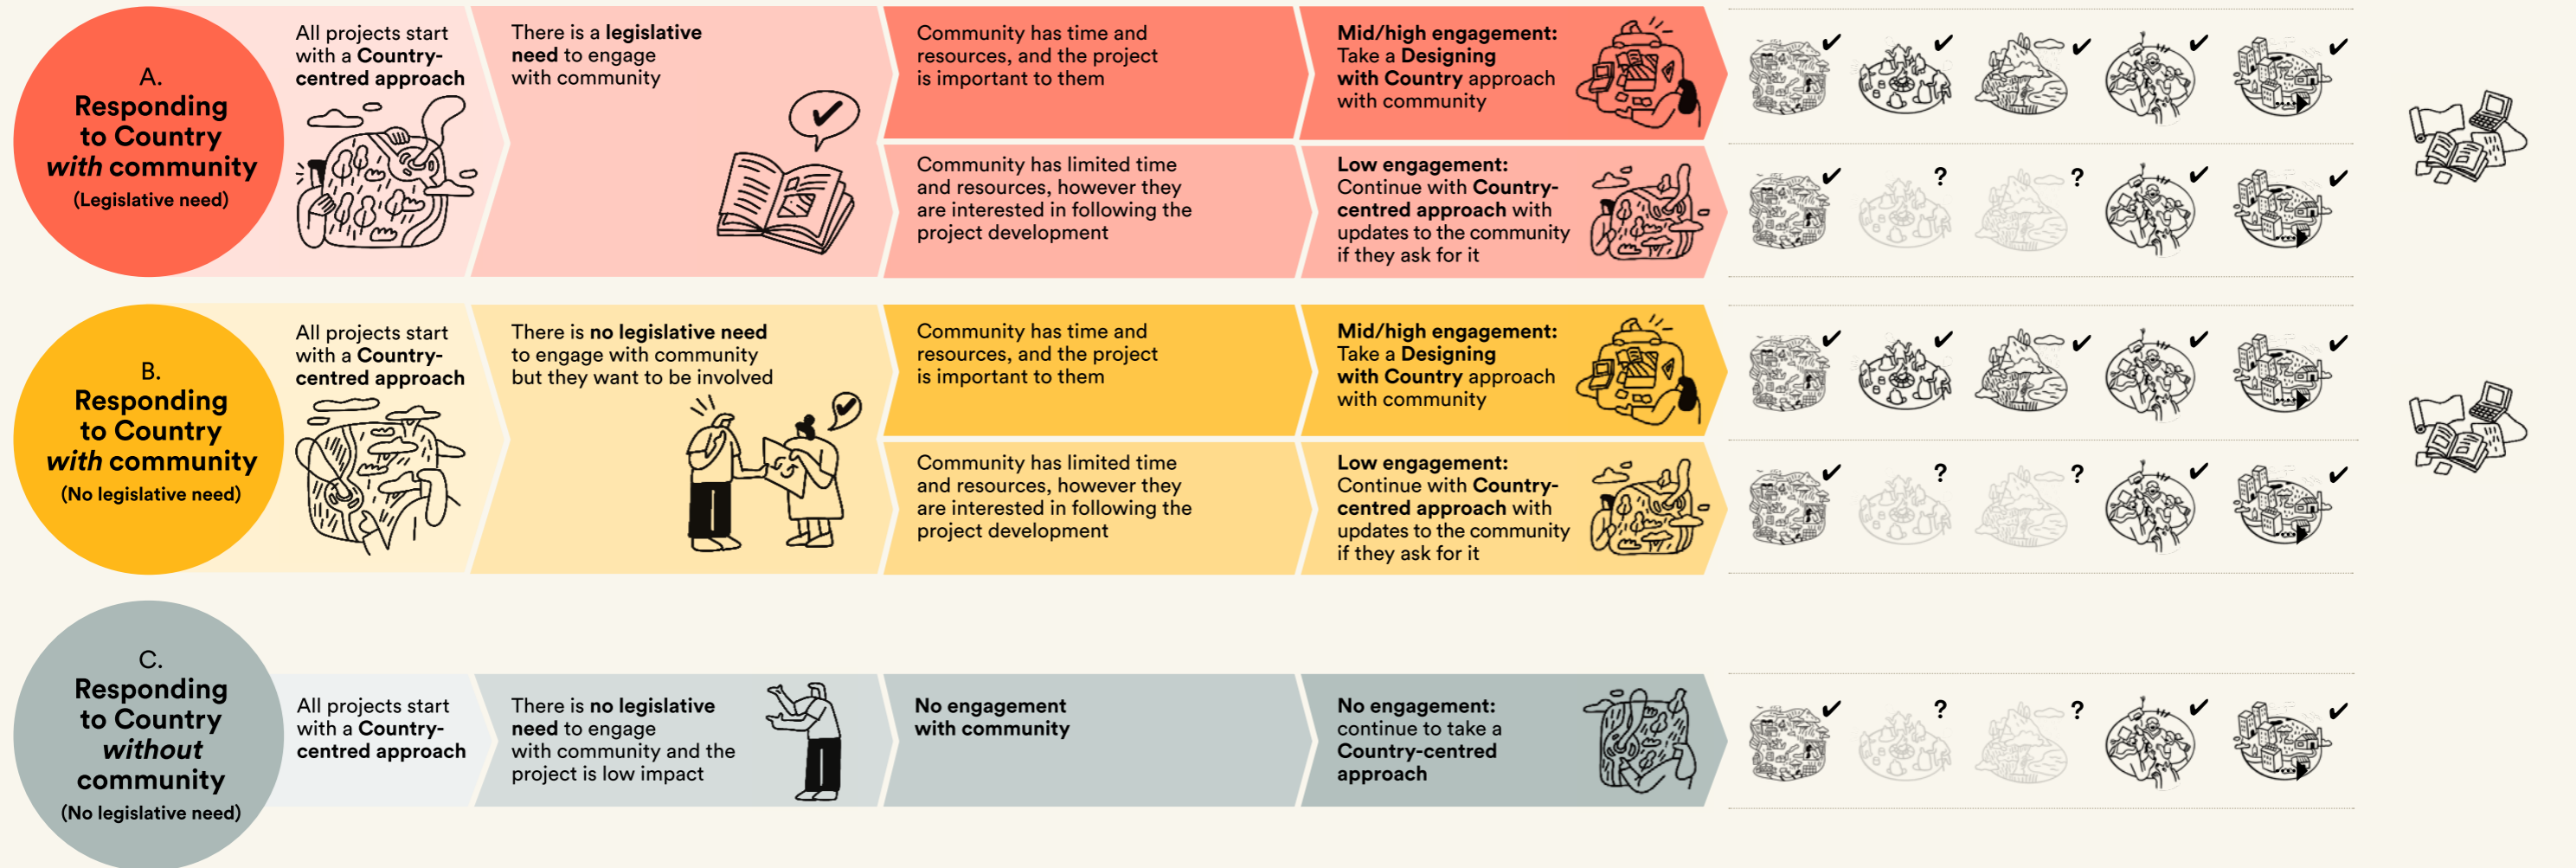 A.
Responding
to Country
with community
(Legislative need)
All projects start
with a Country-
centred approach
There is a legislative
need to engage
with community
Community has time and
resources, and the project
is important to them
Mid/high engagement:
Take a Designing
with Country approach
with community
Community has limited time
and resources, however they
are interested in following the
project development
Low engagement:
Continue with Country-
centred approach with
updates to the community
if they ask for it
?
?
B.
Responding
to Country
with community
(No legislative need)
All projects start
with a Country-
centred approach
There is no legislative need
to engage with community
but they want to be involved
Community has time and
resources, and the project
is important to them
Mid/high engagement:
Take a Designing
with Country approach
with community
Community has limited time
and resources, however they
are interested in following the
project development
Low engagement:
Continue with Country-
centred approach with
updates to the community
if they ask for it
?
?
C.
Responding
to Country
without
community
(No legislative need)
All projects start
with a Country-
centred approach
There is no legislative
need to engage
with community and the
project is low impact
No engagement
with community
No engagement:
continue to take a
Country-centred
approach
?
?